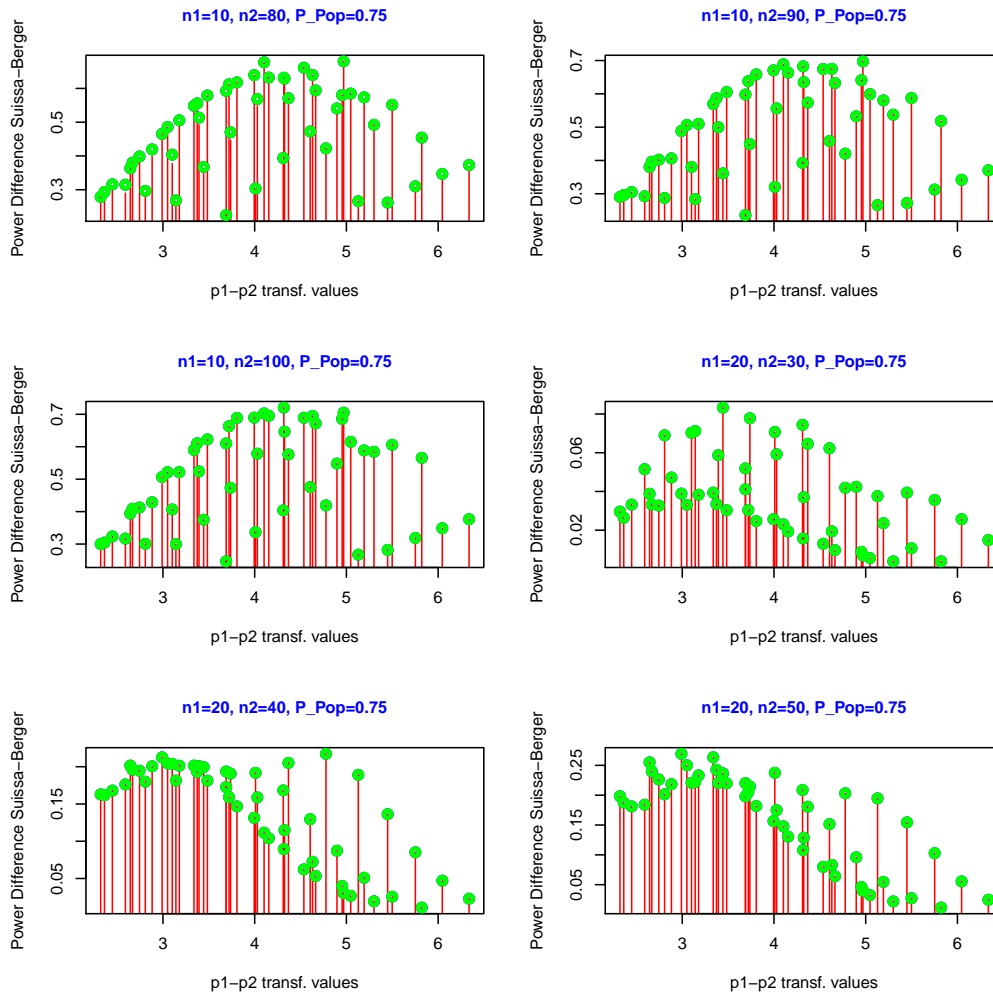 n1=10, n2=80, P_Pop=0.75
Power Difference Suissa−Berger
0.3 0.5
3 4 5 6
p1−p2 transf. values
n1=10, n2=90, P_Pop=0.75
Power Difference Suissa−Berger
0.3 0.5 0.7
3 4 5 6
p1−p2 transf. values
n1=10, n2=100, P_Pop=0.75
Power Difference Suissa−Berger
0.3 0.5 0.7
3 4 5 6
p1−p2 transf. values
n1=20, n2=30, P_Pop=0.75
Power Difference Suissa−Berger
0.02 0.06
3 4 5 6
p1−p2 transf. values
n1=20, n2=40, P_Pop=0.75
Power Difference Suissa−Berger
0.05 0.15
3 4 5 6
p1−p2 transf. values
n1=20, n2=50, P_Pop=0.75
Power Difference Suissa−Berger
0.05 0.15 0.25
3 4 5 6
p1−p2 transf. values